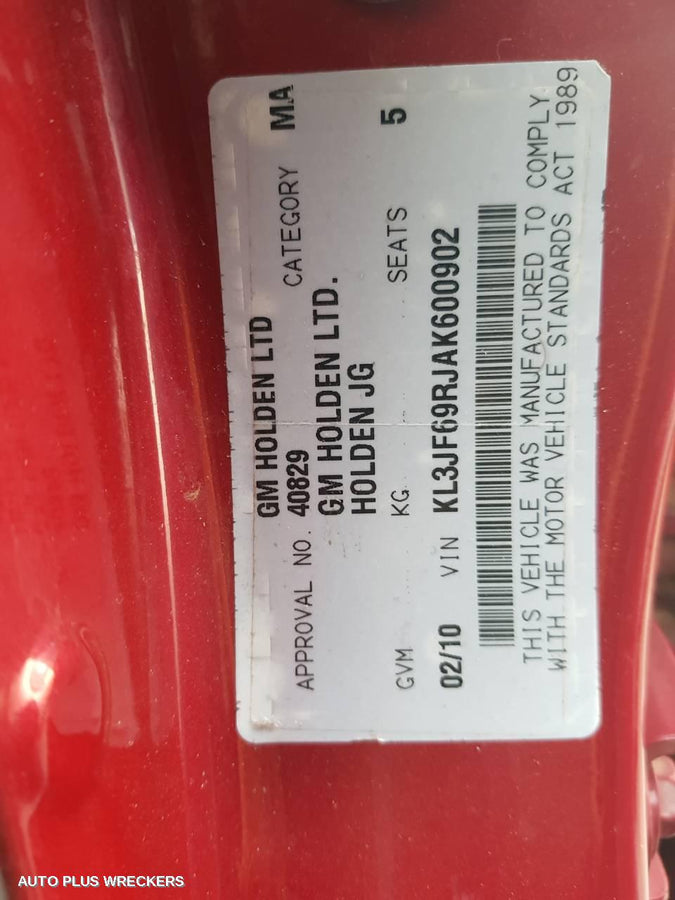 GM HOLDEN LTD
APPROVAL NO. 40829 CATEGORY MA
GM HOLDEN LTD.
HOLDEN JG
GVM KG SEATS 5
02/10 VIN KL3JF69RJAK600902
THIS VEHICLE WAS MANUFACTURED TO COMPLY
WITH THE MOTOR VEHICLE STANDARDS ACT 1989
AUTO PLUS WRECKERS